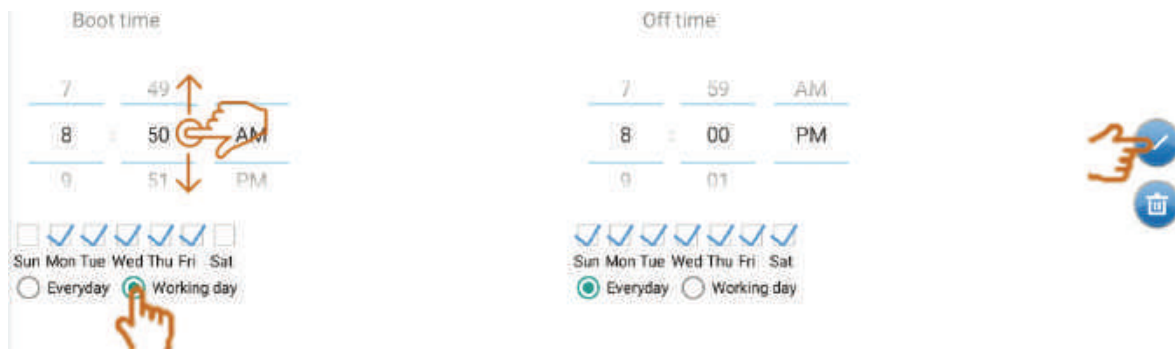 Boot time
7 49
8 : 50 AM
9 51 PM
Sun Mon Tue Wed Thu Fri Sat
Everyday Working day
Off time
7 59 AM
8 : 00 PM
9 01
Sun Mon Tue Wed Thu Fri Sat
Everyday Working day